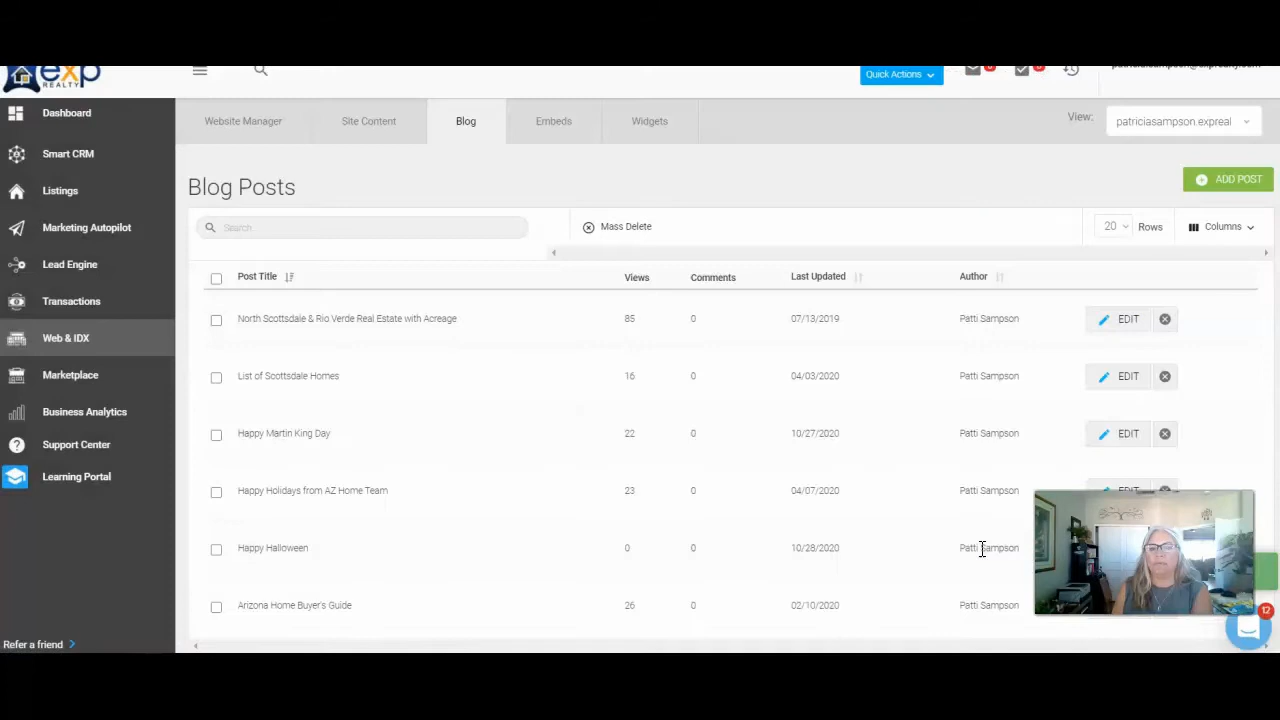 exp
REALTY
Quick Actions
Dashboard
Smart CRM
Listings
Marketing Autopilot
Lead Engine
Transactions
Web & IDX
Marketplace
Business Analytics
Support Center
Learning Portal
Refer a friend
Website Manager
Site Content
Blog
Embeds
Widgets
View:
patriciasampson.expreal
Blog Posts
ADD POST
Search
Mass Delete
20
Rows
Columns
Post Title Views Comments Last Updated Author
North Scottsdale & Rio Verde Real Estate with Acreage 85 0 07/13/2019 Patti Sampson EDIT
List of Scottsdale Homes 16 0 04/03/2020 Patti Sampson EDIT
Happy Martin King Day 22 0 10/27/2020 Patti Sampson EDIT
Happy Holidays from AZ Home Team 23 0 04/07/2020 Patti Sampson EDIT
Happy Halloween 0 0 10/28/2020 Patti Sampson
Arizona Home Buyer's Guide 26 0 02/10/2020 Patti Sampson
12